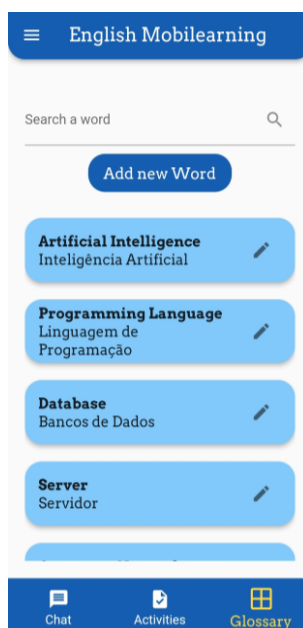 English Mobilearning
Search a word
Add new Word
Artificial Intelligence
Inteligência Artificial
Programming Language
Linguagem de
Programação
Database
Bancos de Dados
Server
Servidor
Chat
Activities
Glossary